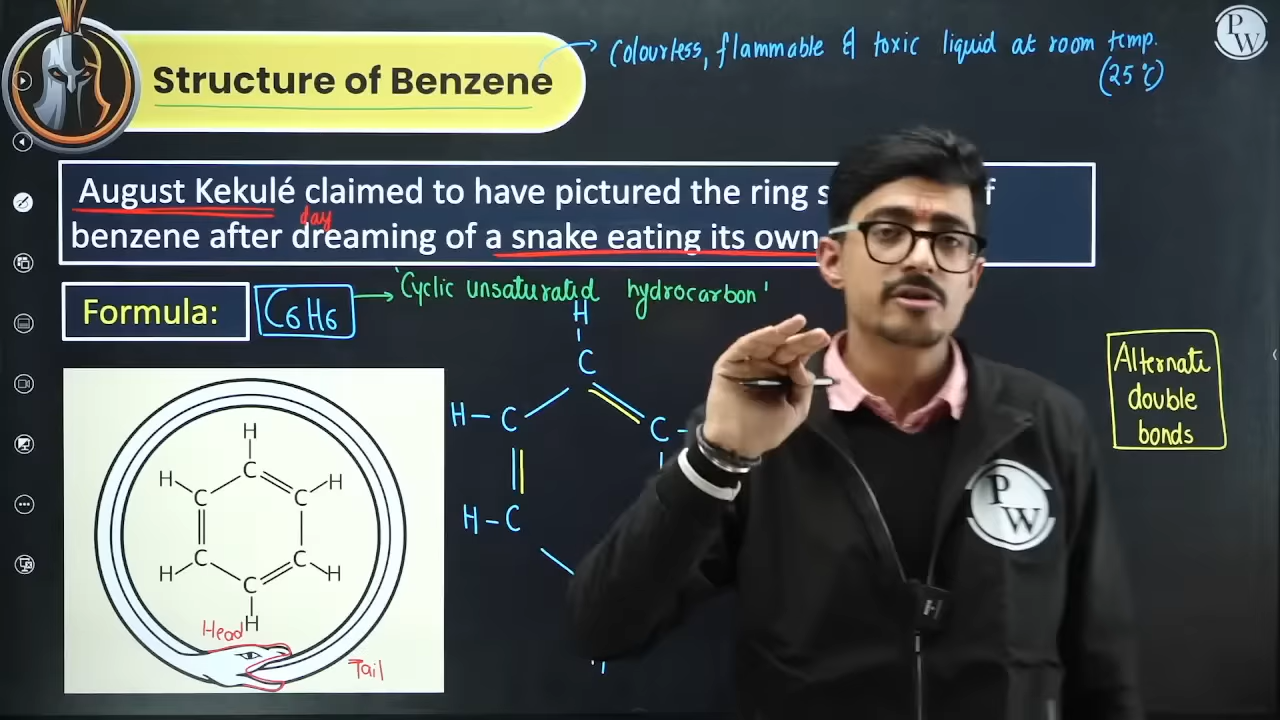 Colourless, flammable & toxic liquid at room temp.
(25°C)
PW
Structure of Benzene
August Kekulé claimed to have pictured the ring s f
day
benzene after dreaming of a snake eating its own
Formula: C6H6 → 'Cyclic unsaturated hydrocarbon'
H
C
H-C
C-
H-C
Alternate
double
bonds
H
H C H
C C
C C
H C H
H
Head
Tail
PW